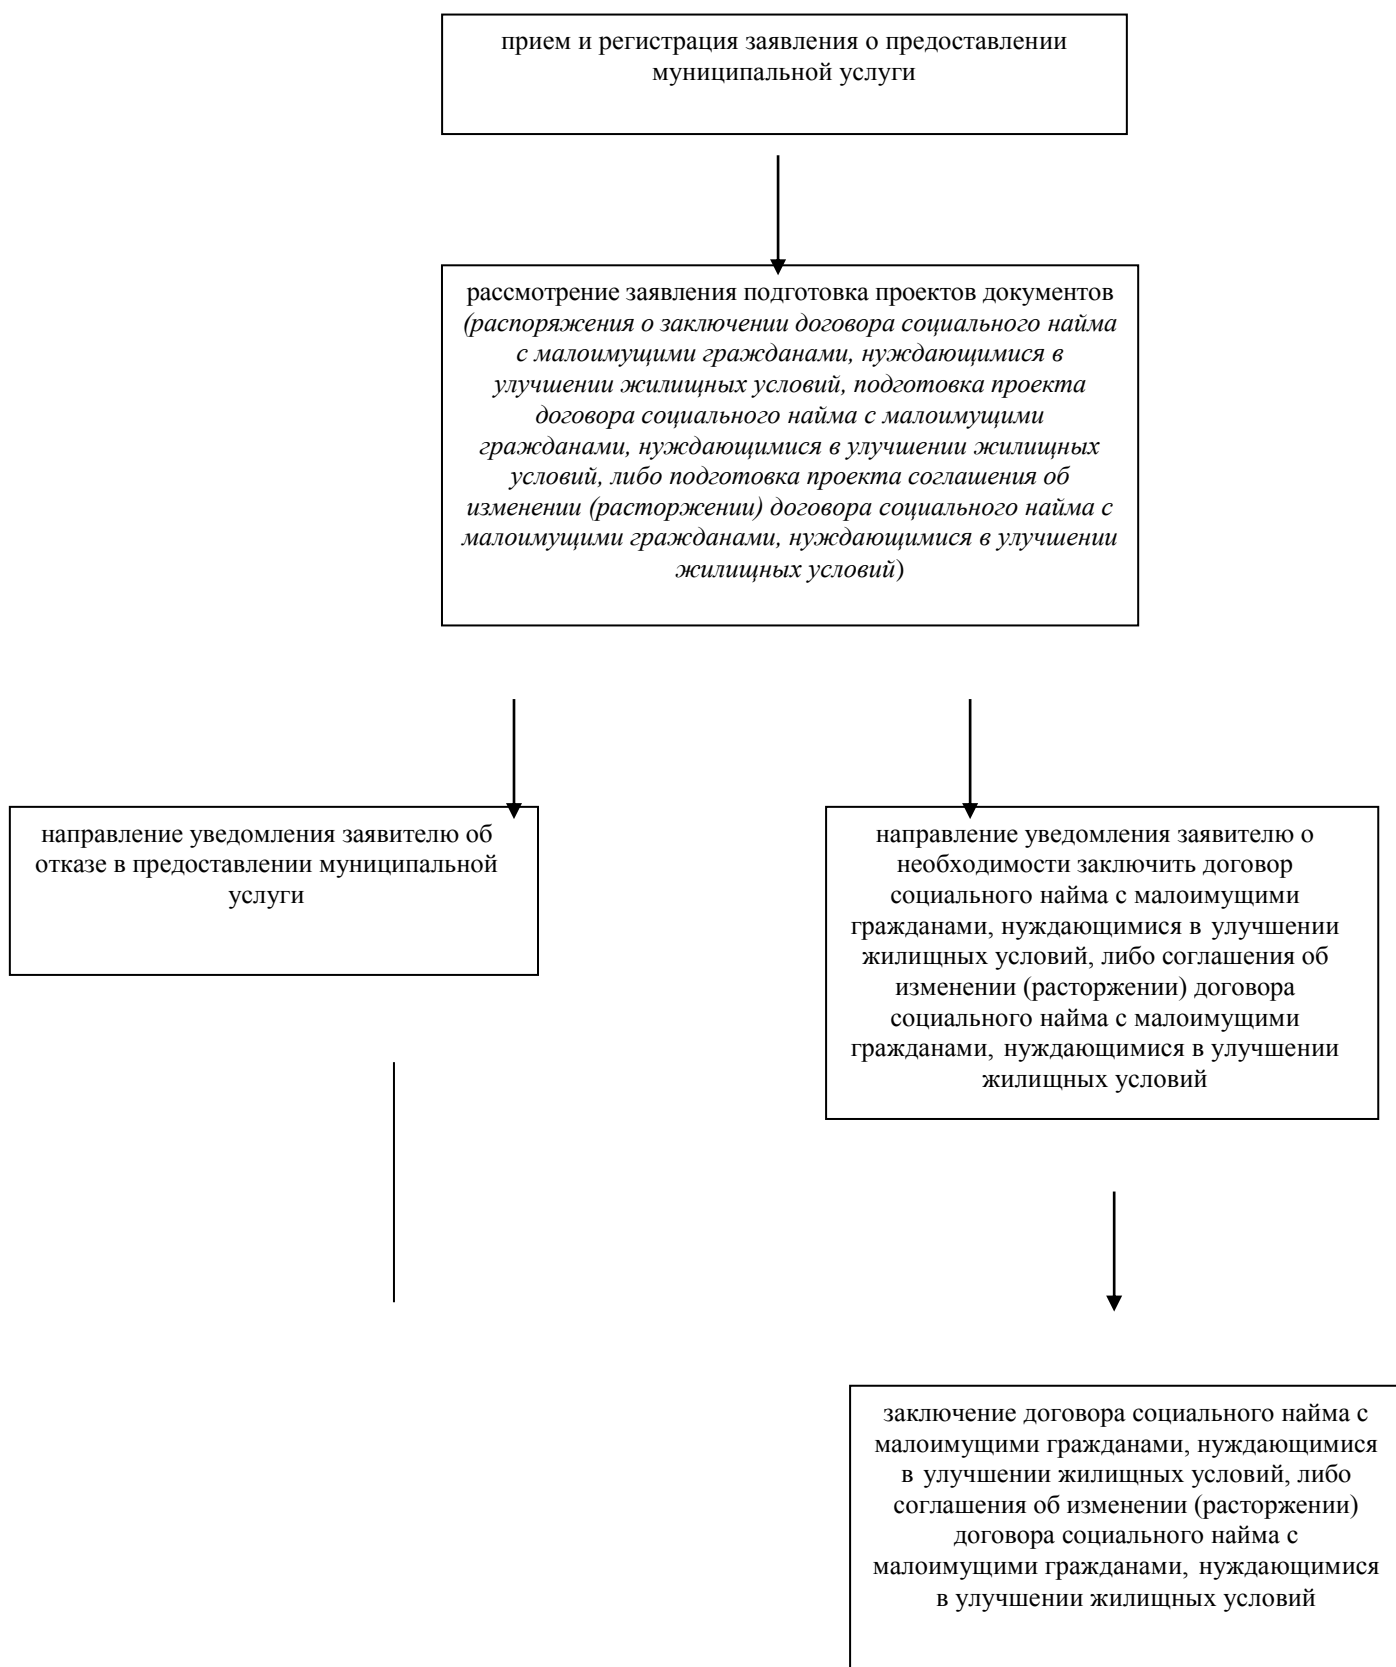 прием и регистрация заявления о предоставлении
муниципальной услуги
рассмотрение заявления подготовка проектов документов
(распоряжения о заключении договора социального найма
с малоимущими гражданами, нуждающимися в
улучшении жилищных условий, подготовка проекта
договора социального найма с малоимущими
гражданами, нуждающимися в улучшении жилищных
условий, либо подготовка проекта соглашения об
изменении (расторжении) договора социального найма с
малоимущими гражданами, нуждающимися в улучшении
жилищных условий)
направление уведомления заявителю об
отказе в предоставлении муниципальной
услуги
направление уведомления заявителю о
необходимости заключить договор
социального найма с малоимущими
гражданами, нуждающимися в улучшении
жилищных условий, либо соглашения об
изменении (расторжении) договора
социального найма с малоимущими
гражданами, нуждающимися в улучшении
жилищных условий
заключение договора социального найма с
малоимущими гражданами, нуждающимися
в улучшении жилищных условий, либо
соглашения об изменении (расторжении)
договора социального найма с
малоимущими гражданами, нуждающимися
в улучшении жилищных условий